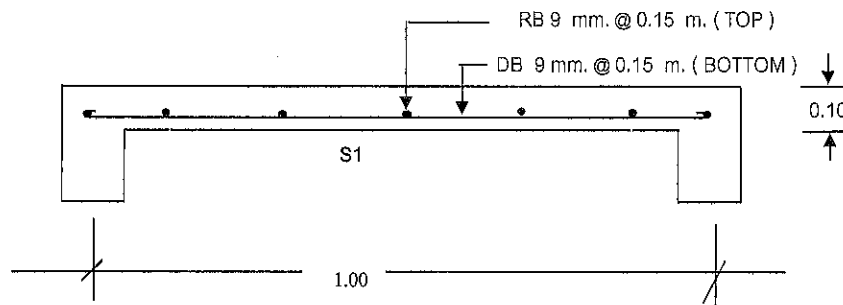 RB 9 mm. @ 0.15 m. ( TOP )
DB 9 mm. @ 0.15 m. ( BOTTOM )
0.10
S1
1.00